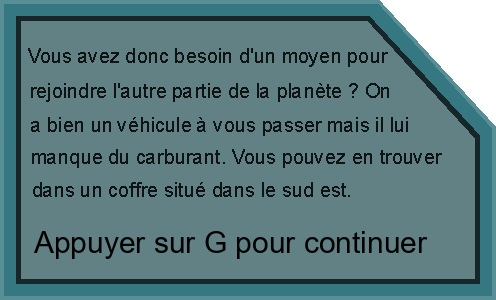 Vous avez donc besoin d'un moyen pour
rejoindre l'autre partie de la planète ? On
a bien un véhicule à vous passer mais il lui
manque du carburant. Vous pouvez en trouver
dans un coffre situé dans le sud est.
Appuyer sur G pour continuer